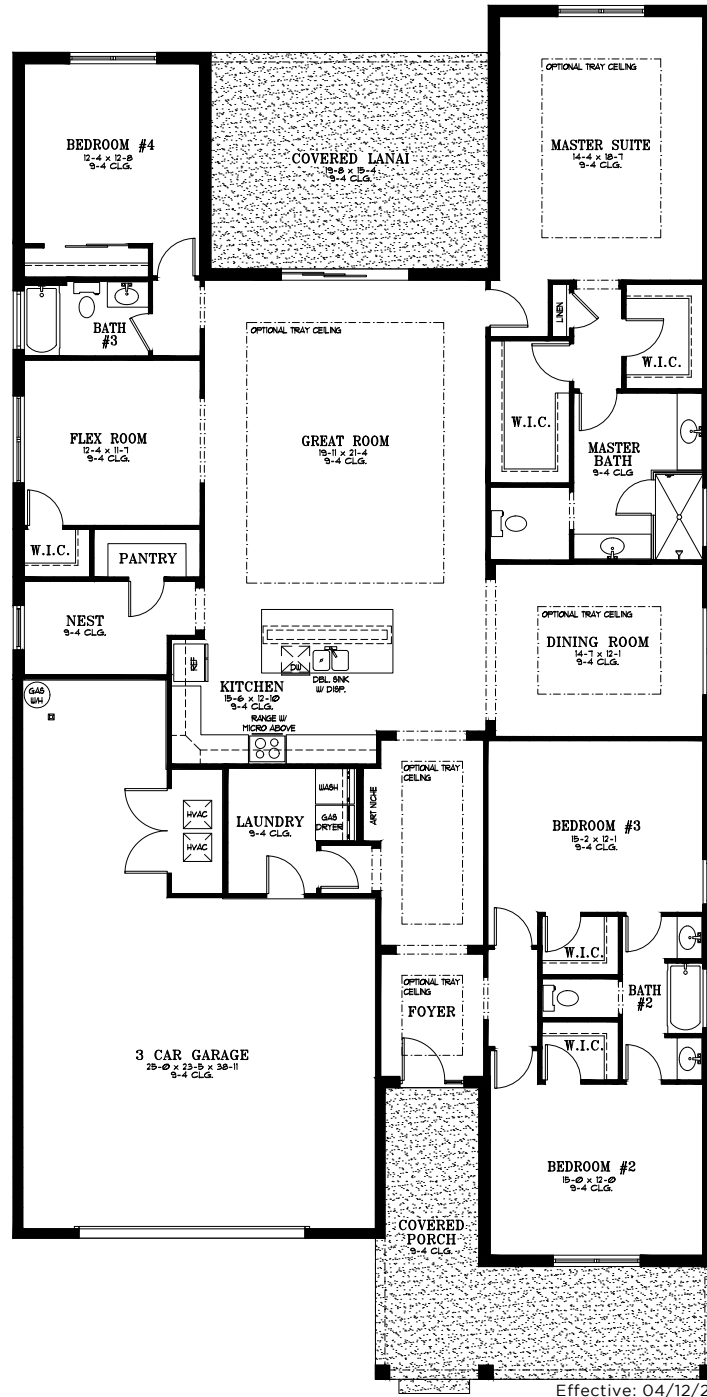 OPTIONAL TRAY CEILING
MASTER SUITE
14-4 x 18-7
9-4 CLG.
BEDROOM #4
12-4 x 12-8
9-4 CLG.
COVERED LANAI
19-8 x 15-4
9-4 CLG.
LINEN
W.I.C.
BATH
#3
OPTIONAL TRAY CEILING
GREAT ROOM
19-11 x 21-4
9-4 CLG.
W.I.C.
FLEX ROOM
12-4 x 11-7
9-4 CLG.
MASTER
BATH
9-4 CLG
W.I.C.
PANTRY
NEST
9-4 CLG.
OPTIONAL TRAY CEILING
DINING ROOM
14-7 x 12-1
9-4 CLG.
REF
DW
DBL. SINK
W/ DISP.
KITCHEN
15-6 x 12-10
9-4 CLG.
RANGE W/
MICRO ABOVE
GAS
W/H
HVAC
HVAC
LAUNDRY
9-4 CLG.
WASH
GAS
DRYER
ART NICHE
OPTIONAL TRAY
CEILING
BEDROOM #3
15-2 x 12-1
9-4 CLG.
W.I.C.
BATH
#2
W.I.C.
OPTIONAL TRAY
CEILING
FOYER
3 CAR GARAGE
25-0 x 23-5 x 38-11
9-4 CLG.
BEDROOM #2
15-0 x 12-0
9-4 CLG.
COVERED
PORCH
9-4 CLG.
Effective: 04/12/2